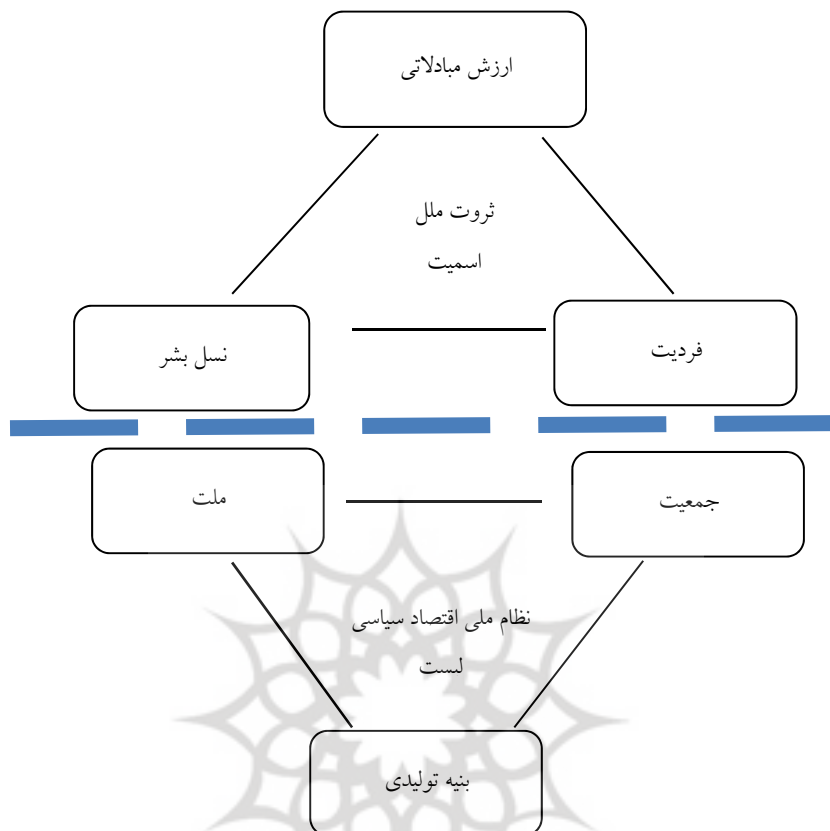 ارزش مبادلاتی
ثروت ملل
اسمیت
فردیت
نسل بشر
جمعیت
ملت
نظام ملی اقتصاد سیاسی
لست
بنیه تولیدی